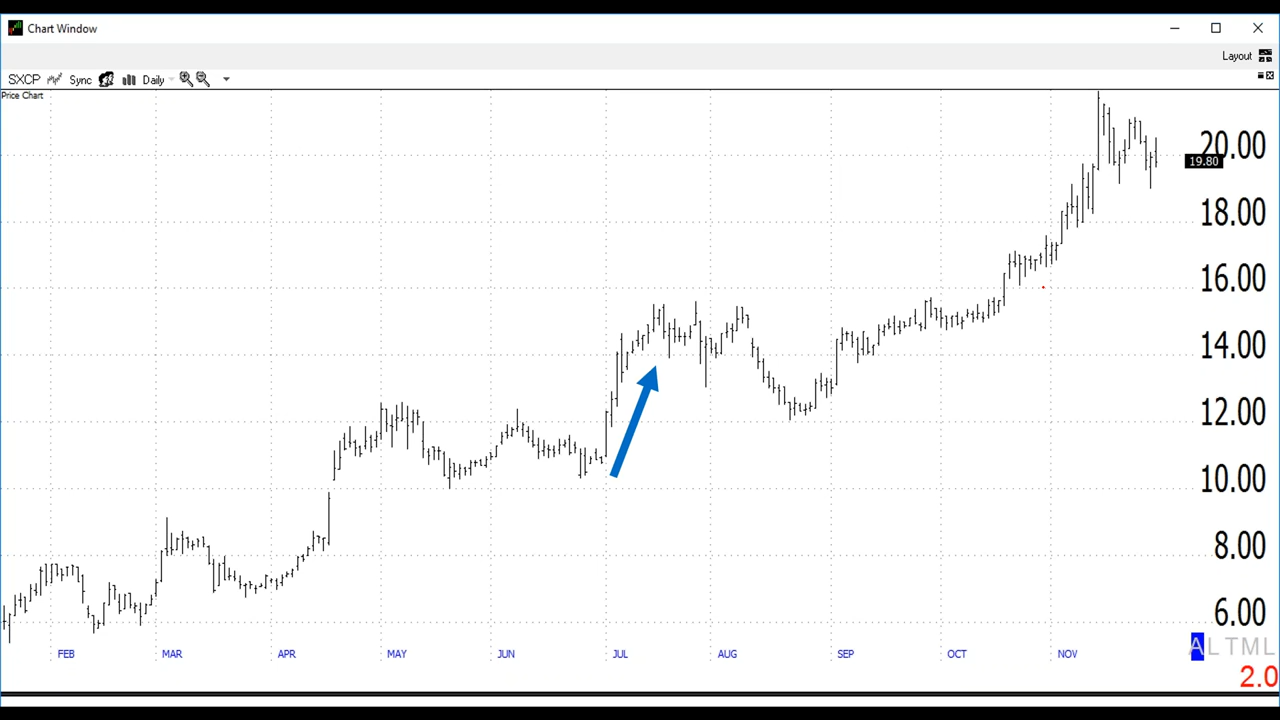 Chart Window
Layout
SXCP Sync Daily
Price Chart
20.00
19.80
18.00
16.00
14.00
12.00
10.00
8.00
6.00
FEB MAR APR MAY JUN JUL AUG SEP OCT NOV
ALTML
2.0